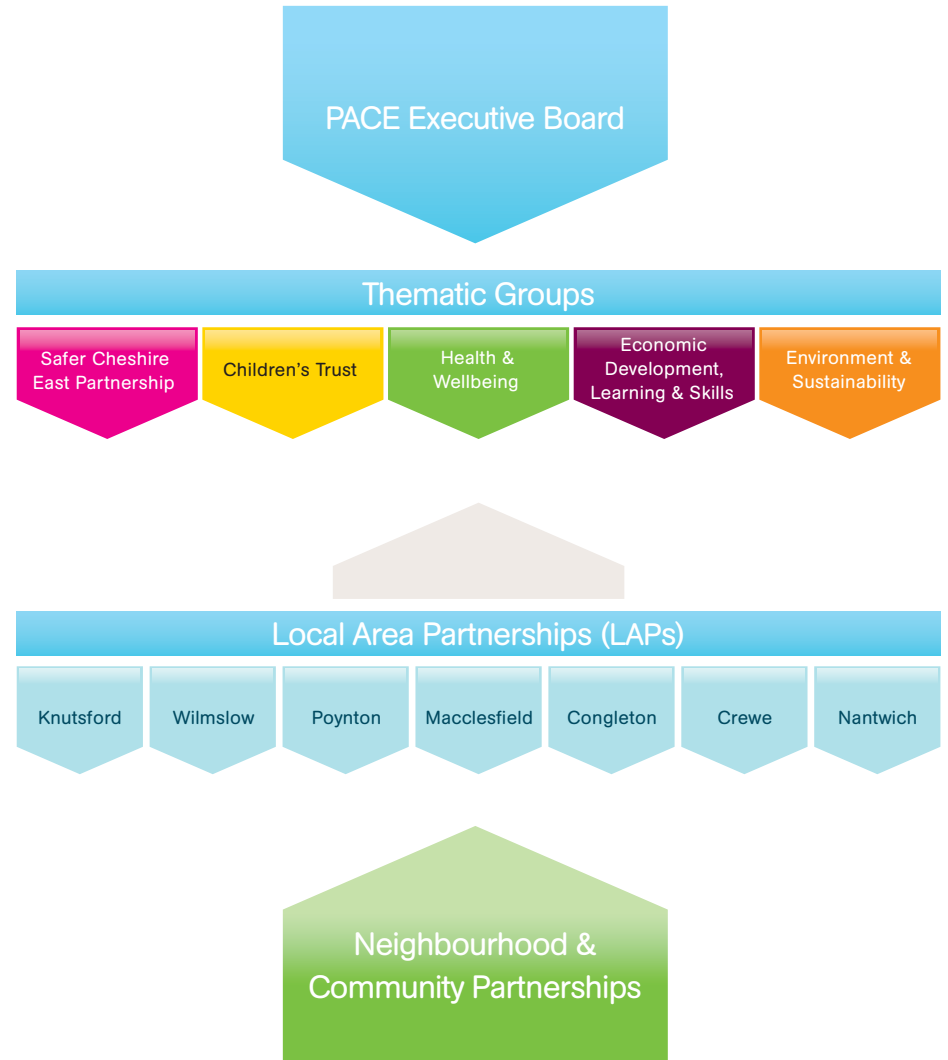 PACE Executive Board
Thematic Groups
Safer Cheshire
East Partnership
Children's Trust
Health &
Wellbeing
Economic
Development,
Learning & Skills
Environment &
Sustainability
Local Area Partnerships (LAPs)
Knutsford
Wilmslow
Poynton
Macclesfield
Congleton
Crewe
Nantwich
Neighbourhood &
Community Partnerships